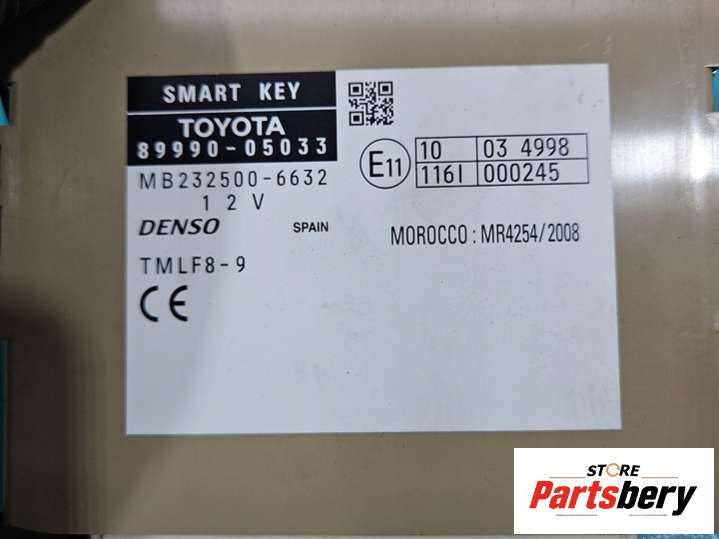 SMART KEY
TOYOTA
89990-05033
MB232500-6632
12V
DENSO SPAIN
TMLF8-9
CE
E11
10 03 4998
116I 000245
MOROCCO : MR4254/2008
STORE
Partsbery